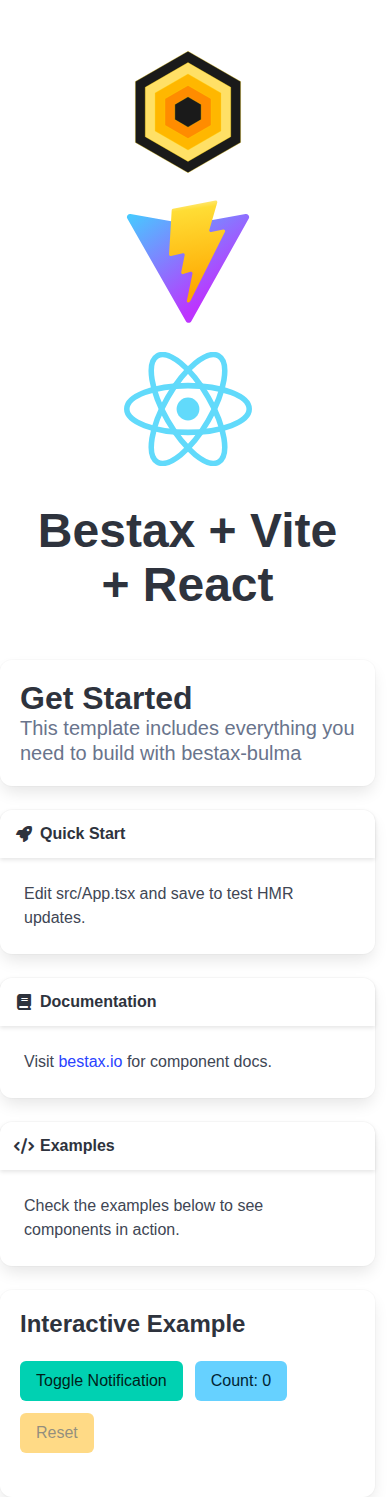 Bestax + Vite
+ React
Get Started
This template includes everything you
need to build with bestax-bulma
Quick Start
Edit src/App.tsx and save to test HMR
updates.
Documentation
Visit bestax.io for component docs.
Examples
Check the examples below to see
components in action.
Interactive Example
Toggle Notification
Count: 0
Reset